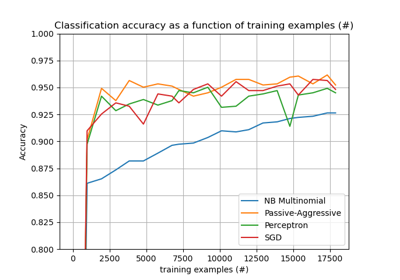 Classification accuracy as a function of training examples (#)
1.000
0.975
0.950
0.925
0.900
0.875
0.850
0.825
0.800
Accuracy
NB Multinomial
Passive-Aggressive
Perceptron
SGD
0 2500 5000 7500 10000 12500 15000 17500
training examples (#)